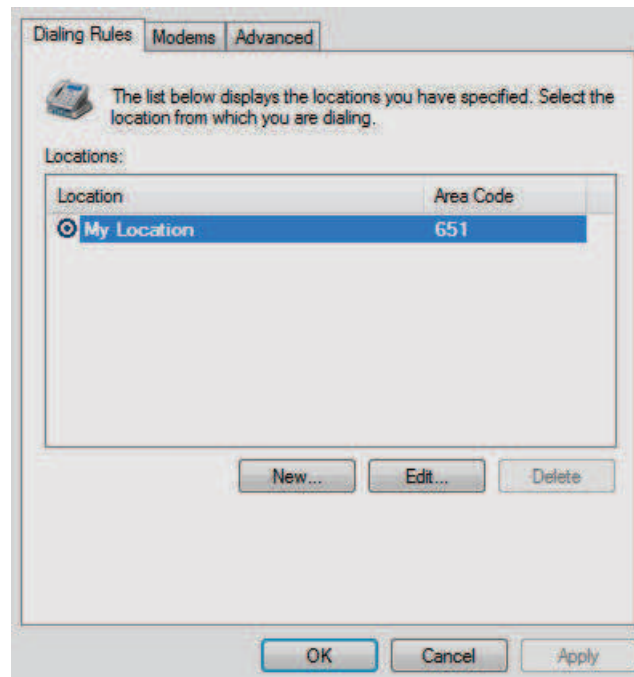 Dialing Rules Modems Advanced
The list below displays the locations you have specified. Select the
location from which you are dialing.
Locations:
Location Area Code
My Location 651
New... Edit... Delete
OK Cancel Apply